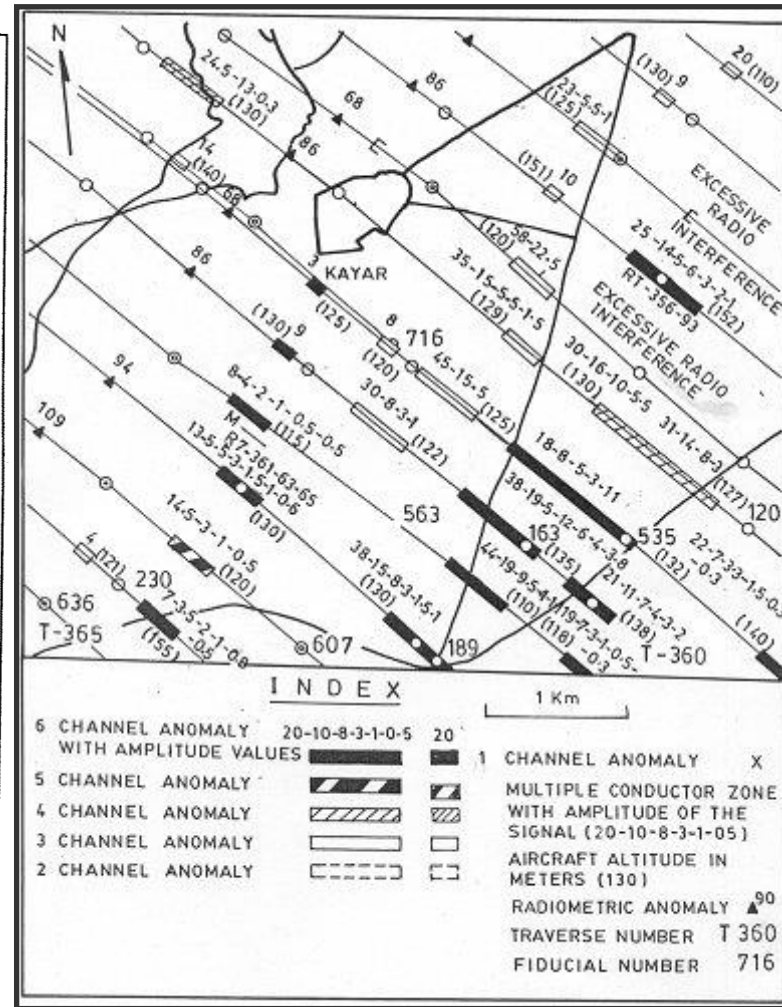 N
24.5-13-0.3
(130)
68
86
23-5.5-1
(125)
(130) 9
20 (110)
14
(140)
68
86
(151) 10
EXCESSIVE
RADIO
INTERFERENCE
86
3
KAYAR
(125)
(120)
58-22-5
35-15-5-5-1-5
(129)
25-14-5-6-3-2-1
(152)
RT-356-93
EXCESSIVE RADIO
INTERFERENCE
94
(130) 9
8
(120)
716
45-15-5
(125)
30-16-10-5-5
(130)
109
8-4-2-1-0.5-0.5
(115)
M
R7-361-63-65
13-5.5-3-1.5-1-0.6
(130)
30-8-3-1
(122)
18-8-5-3-11
31-14-8-3
(127)
120
14-5-3-1-0.5
(120)
563
38-19-5-12-6-4-3-8
163
(135)
535
(132)
22-7-3-3-1.5-0
-0.3
4 (121)
230
7-3.5-2-1-0.8
-0.5
(155)
38-15-8-3-1.5-1
(130)
44-19-9.5-4-1
(110)
21-11-7-4-3-2
(138)
119-7-3-1-0.5-
(118)
-0.3
(140)
636
T-365
607
189
T-360
INDEX
1 Km
6 CHANNEL ANOMALY 20-10-8-3-1-0-5 20
WITH AMPLITUDE VALUES
5 CHANNEL ANOMALY
4 CHANNEL ANOMALY
3 CHANNEL ANOMALY
2 CHANNEL ANOMALY
1 CHANNEL ANOMALY X
MULTIPLE CONDUCTOR ZONE
WITH AMPLITUDE OF THE
SIGNAL (20-10-8-3-1-05)
AIRCRAFT ALTITUDE IN
METERS (130)
RADIOMETRIC ANOMALY 90
TRAVERSE NUMBER T 360
FIDUCIAL NUMBER 716